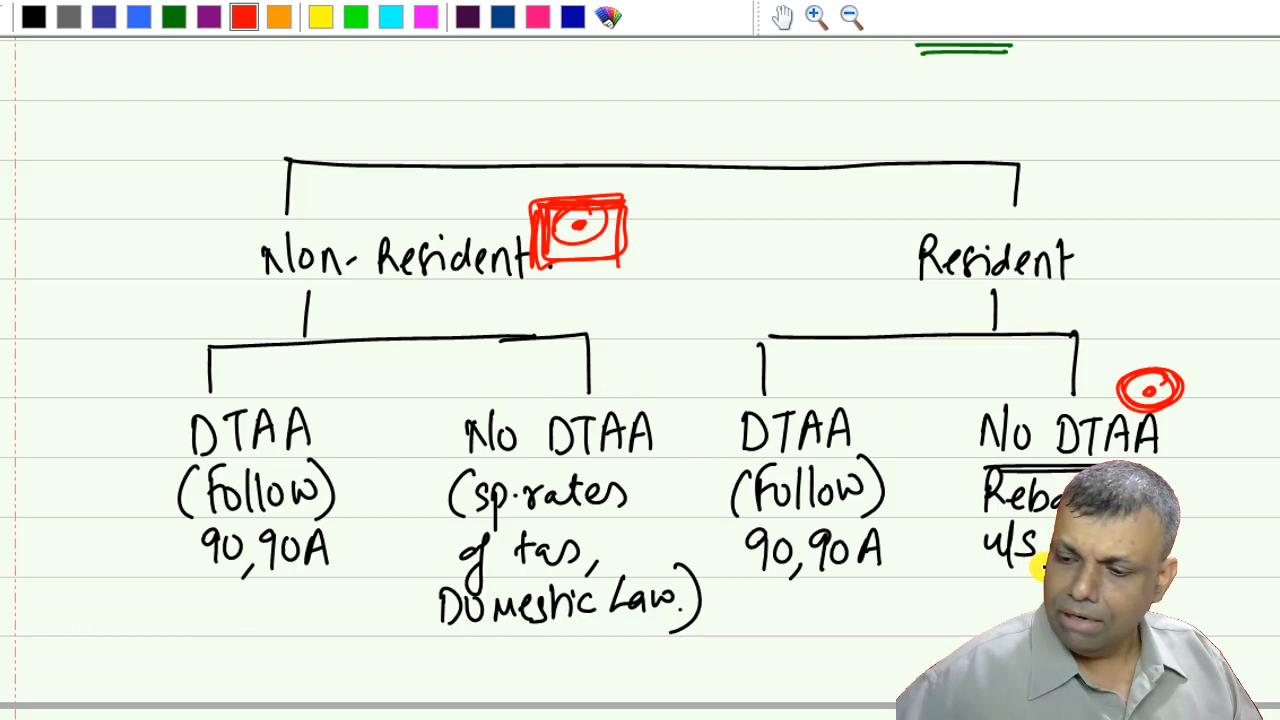 Non-Resident
Resident
DTAA
(Follow)
90,90A
No DTAA
(sp.rates
of tax,
Domestic Law.)
DTAA
(Follow)
90,90A
No DTAA
u/s